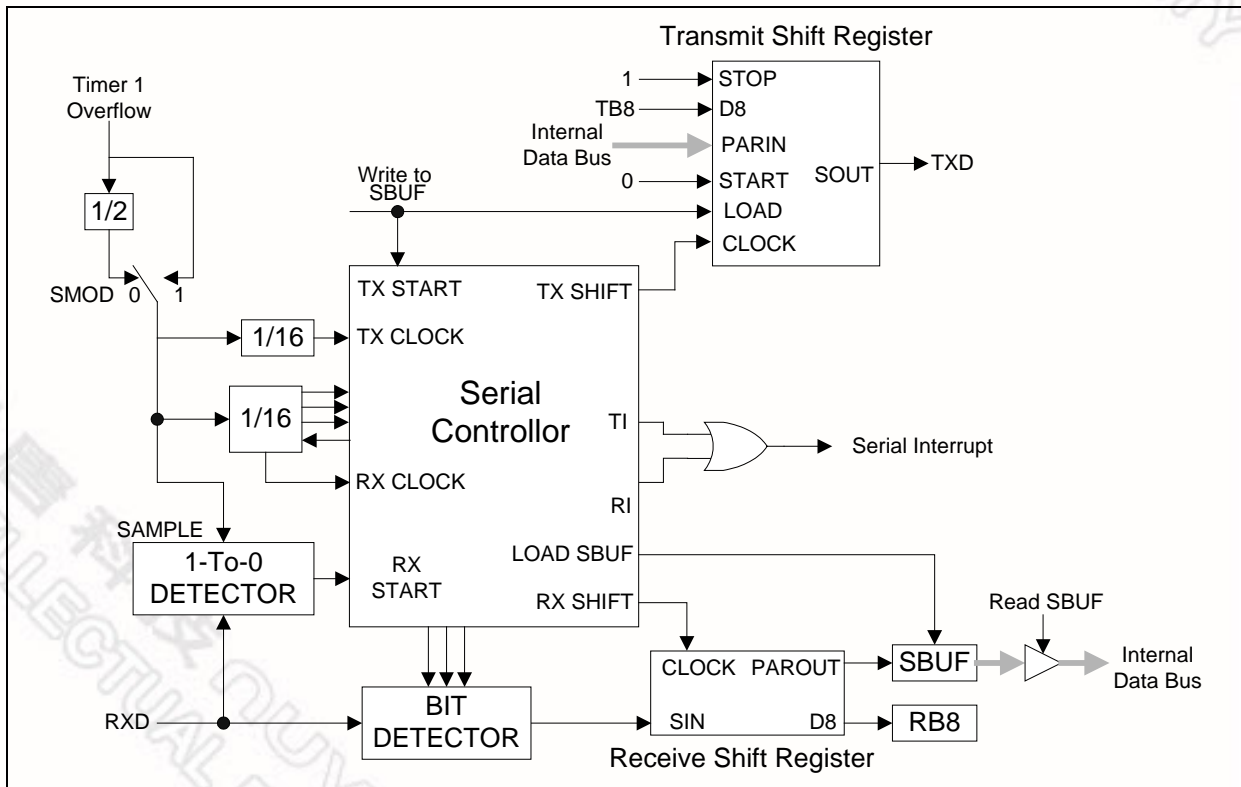 Transmit Shift Register
Timer 1
Overflow
1
STOP
TB8
D8
Internal
Data Bus
PARIN
SOUT
TXD
0
START
LOAD
CLOCK
Write to
SBUF
1/2
SMOD
0
1
TX START
TX SHIFT
1/16
TX CLOCK
1/16
Serial
Controllor
TI
Serial Interrupt
RX CLOCK
RI
SAMPLE
1-To-0
DETECTOR
RX
START
LOAD SBUF
RX SHIFT
Read SBUF
CLOCK
PAROUT
SBUF
Internal
Data Bus
RXD
BIT
DETECTOR
SIN
D8
RB8
Receive Shift Register